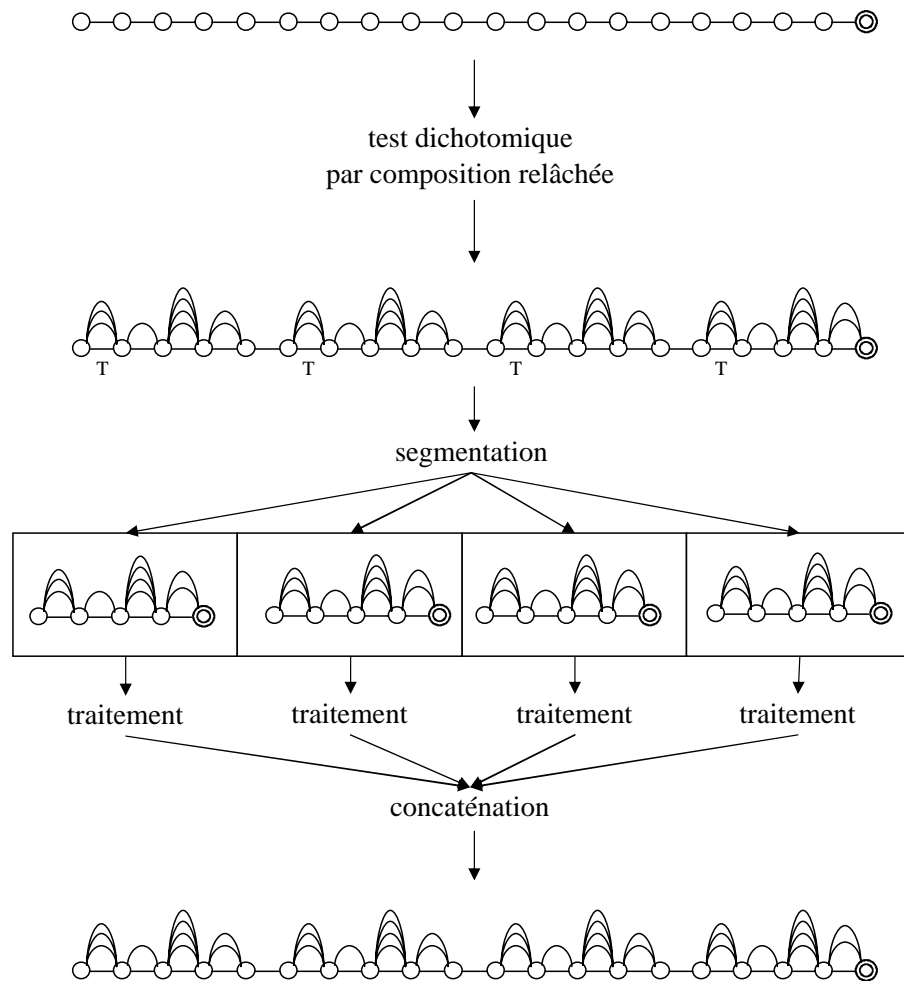 test dichotomique
par composition relâchée
T T T T
segmentation
traitement traitement traitement traitement
concaténation